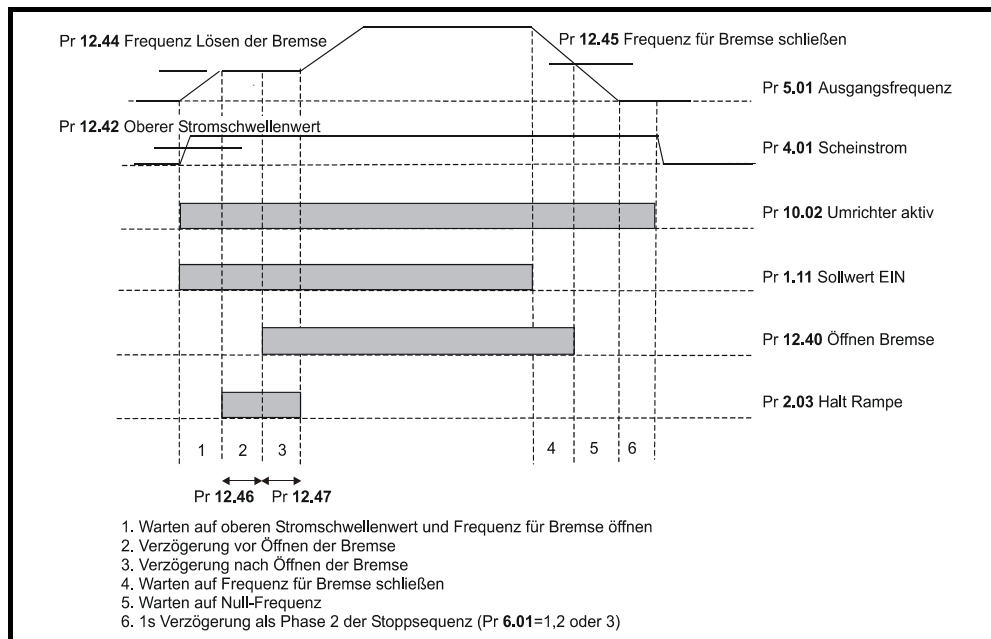 Pr 12.44 Frequenz Lösen der Bremse
Pr 12.45 Frequenz für Bremse schließen
Pr 5.01 Ausgangsfrequenz
Pr 12.42 Oberer Stromschwellenwert
Pr 4.01 Scheinstrom
Pr 10.02 Umrichter aktiv
Pr 1.11 Sollwert EIN
Pr 12.40 Öffnen Bremse
Pr 2.03 Halt Rampe
1 2 3 4 5 6
Pr 12.46 Pr 12.47
1. Warten auf oberen Stromschwellenwert und Frequenz für Bremse öffnen
2. Verzögerung vor Öffnen der Bremse
3. Verzögerung nach Öffnen der Bremse
4. Warten auf Frequenz für Bremse schließen
5. Warten auf Null-Frequenz
6. 1s Verzögerung als Phase 2 der Stoppsequenz (Pr 6.01=1,2 oder 3)